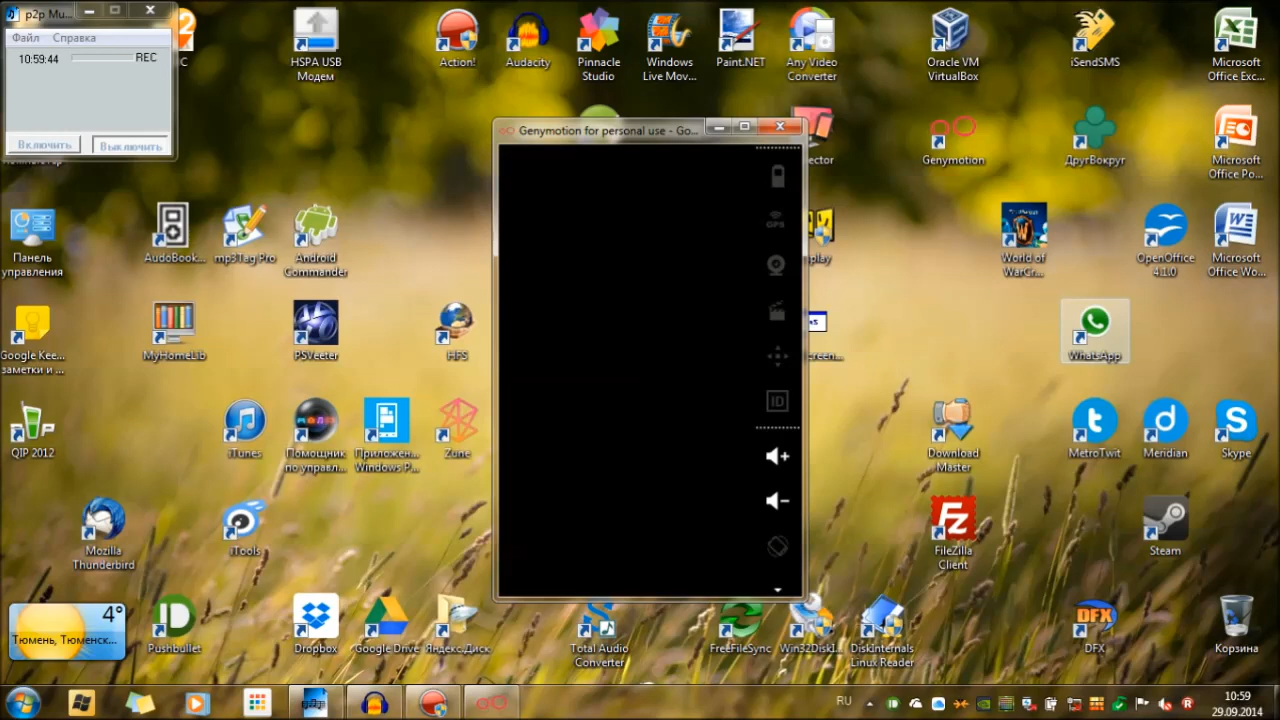 p2p Mu...
Файл Справка
10:59:44 REC
Включить Выключить
HSPA USB
Модем
Action!
Audacity
Pinnacle
Studio
Windows
Live Mov...
Paint.NET
Any Video
Converter
Oracle VM
VirtualBox
iSendSMS
Microsoft
Office Exc...
Genymotion for personal use - Go...
Genymotion
ДругВокруг
Microsoft
Office Po...
GPS
ID
Панель
управления
AudoBook...
mp3Tag Pro
Android
Commander
World of
WarCr...
OpenOffice
4.1.0
Microsoft
Office Wo...
Google Kee...
заметки и ...
MyHomeLib
PSVeeter
HFS
WhatsApp
QIP 2012
iTunes
Помощник
по управл...
Приложен...
Windows P...
Zune
Download
Master
MetroTwit
Meridian
Skype
Mozilla
Thunderbird
iTools
FileZilla
Client
Steam
4°
Тюмень, Тюменск...
Pushbullet
Dropbox
Google Drive
Яндекс.Диск
Total Audio
Converter
FreeFileSync
Win32DiskI...
DiskInternals
Linux Reader
DFX
Корзина
RU
10:59
29.09.2014